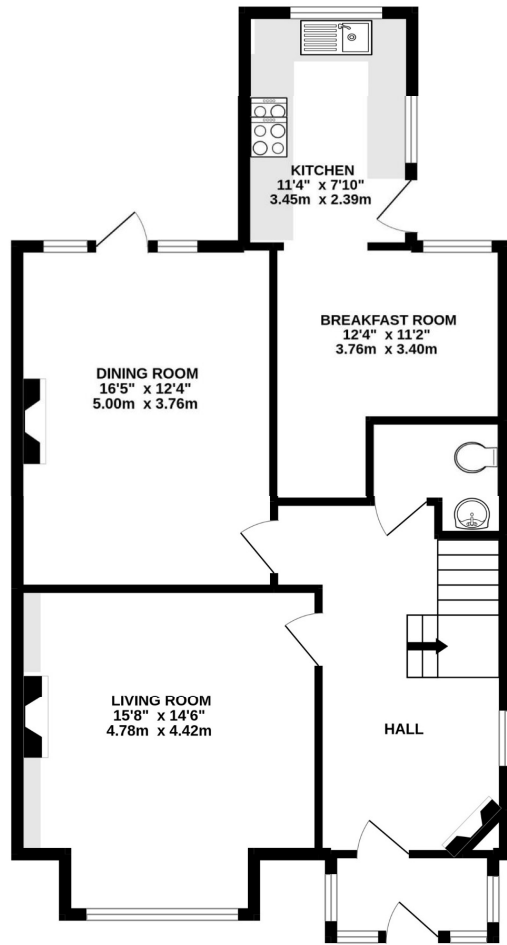 KITCHEN
11'4" x 7'10"
3.45m x 2.39m
BREAKFAST ROOM
12'4" x 11'2"
3.76m x 3.40m
DINING ROOM
16'5" x 12'4"
5.00m x 3.76m
LIVING ROOM
15'8" x 14'6"
4.78m x 4.42m
HALL